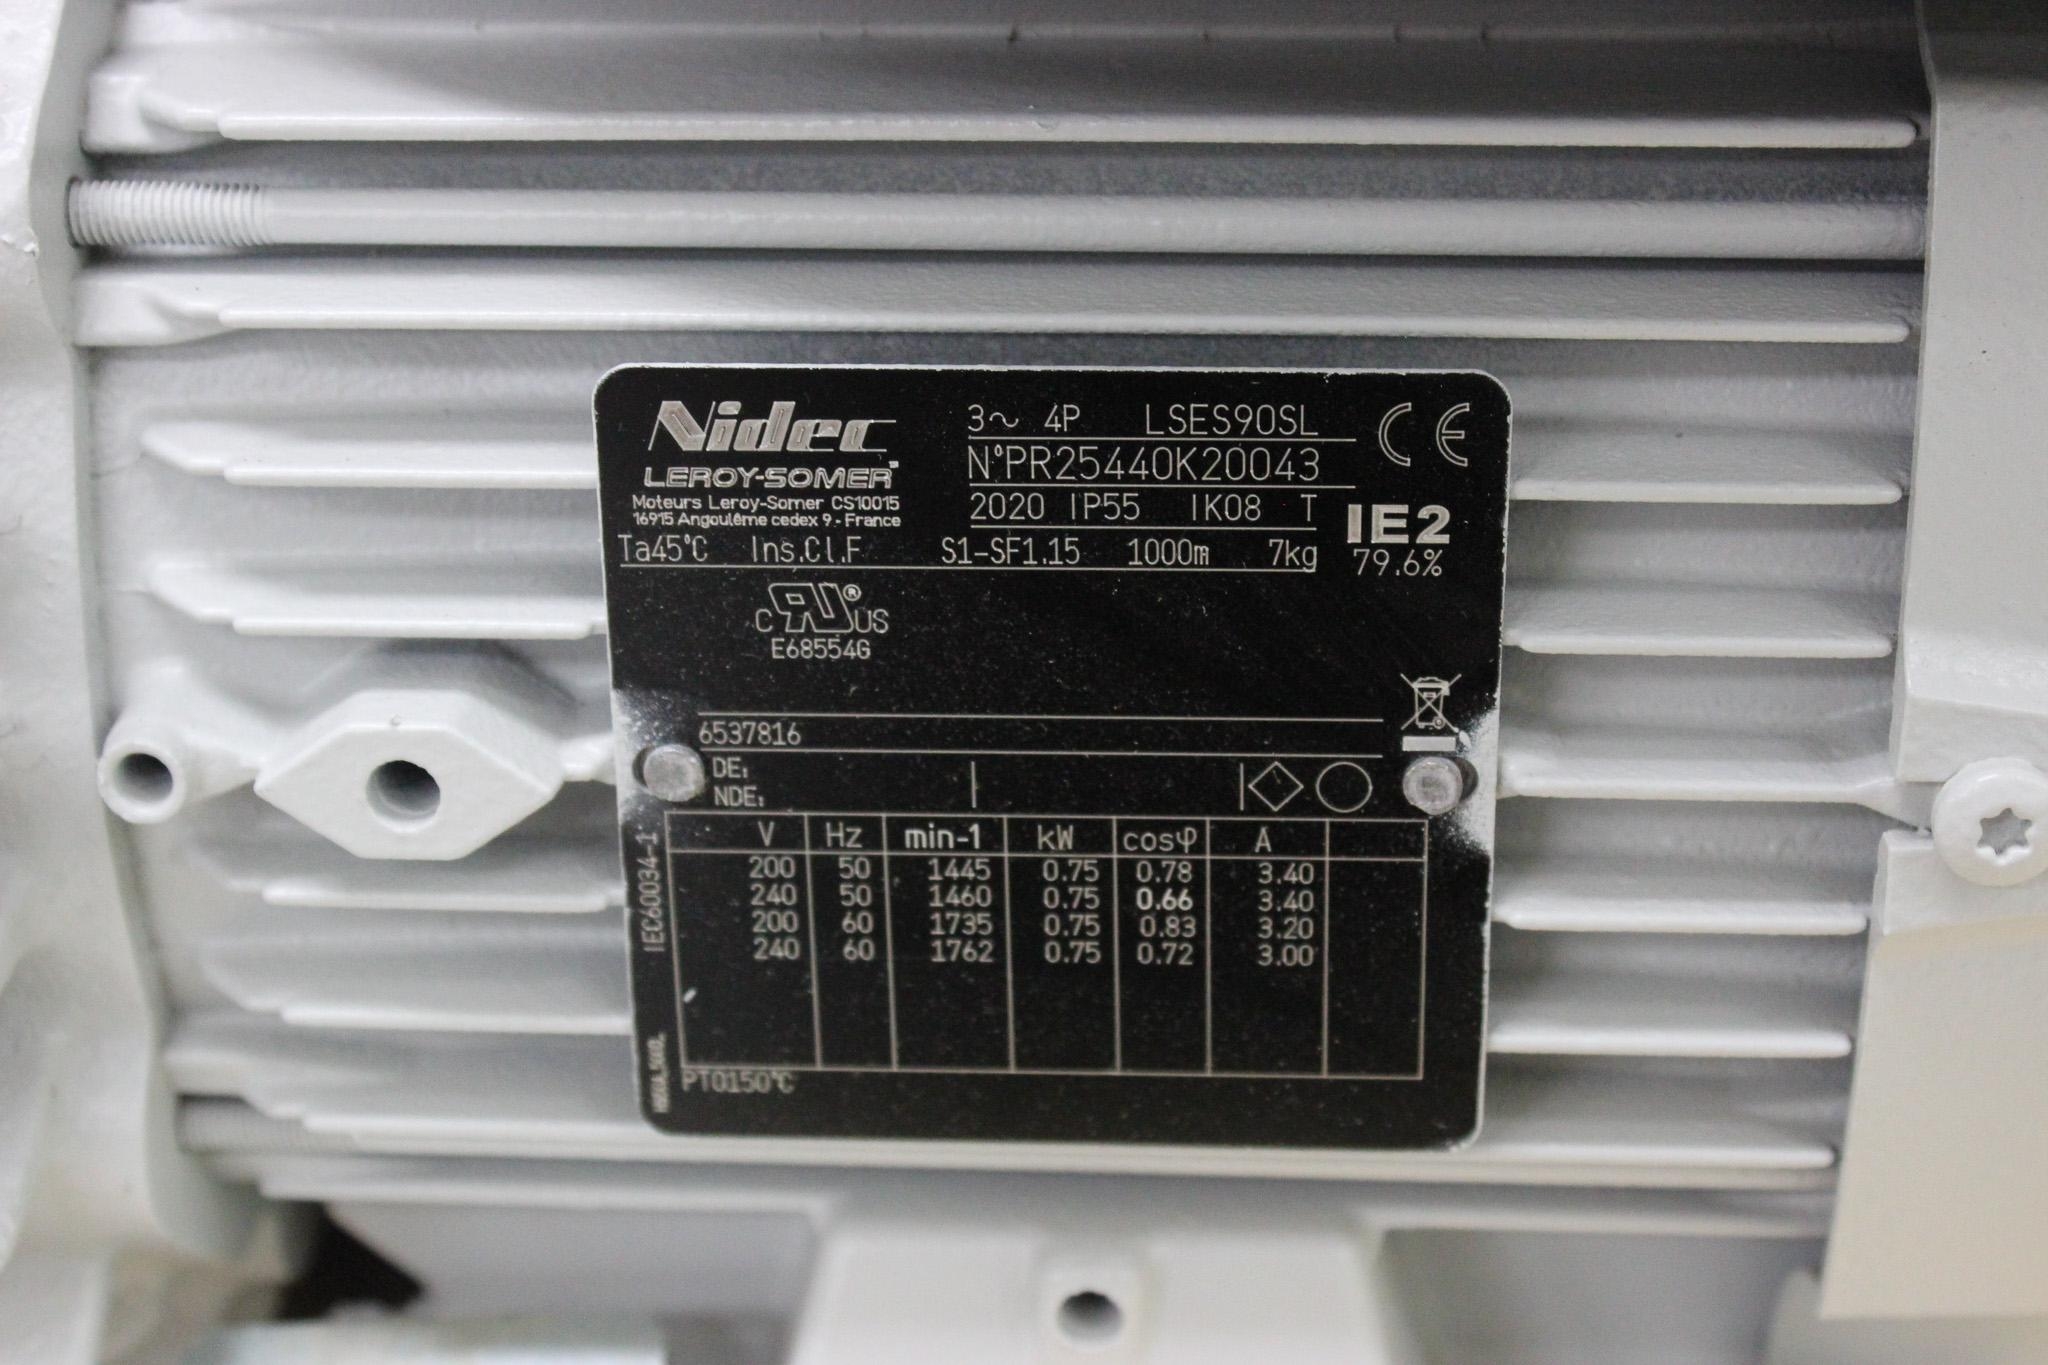 Nidec
LEROY-SOMER™
Moteurs Leroy-Somer CS10015
16915 Angoulême cedex 9 - France
3~ 4P LSES90SL
N°PR25440K20043
2020 IP55 IK08 T
CE
IE2
79.6%
Ta45°C Ins.Cl.F S1-SF1.15 1000m 7kg
C RU® US
E68554G
6537816
DE:
NDE:
IEC60034-1
V Hz min-1 kW cosφ A
200 50 1445 0.75 0.78 3.40
240 50 1460 0.75 0.66 3.40
200 60 1735 0.75 0.83 3.20
240 60 1762 0.75 0.72 3.00
PTO150°C